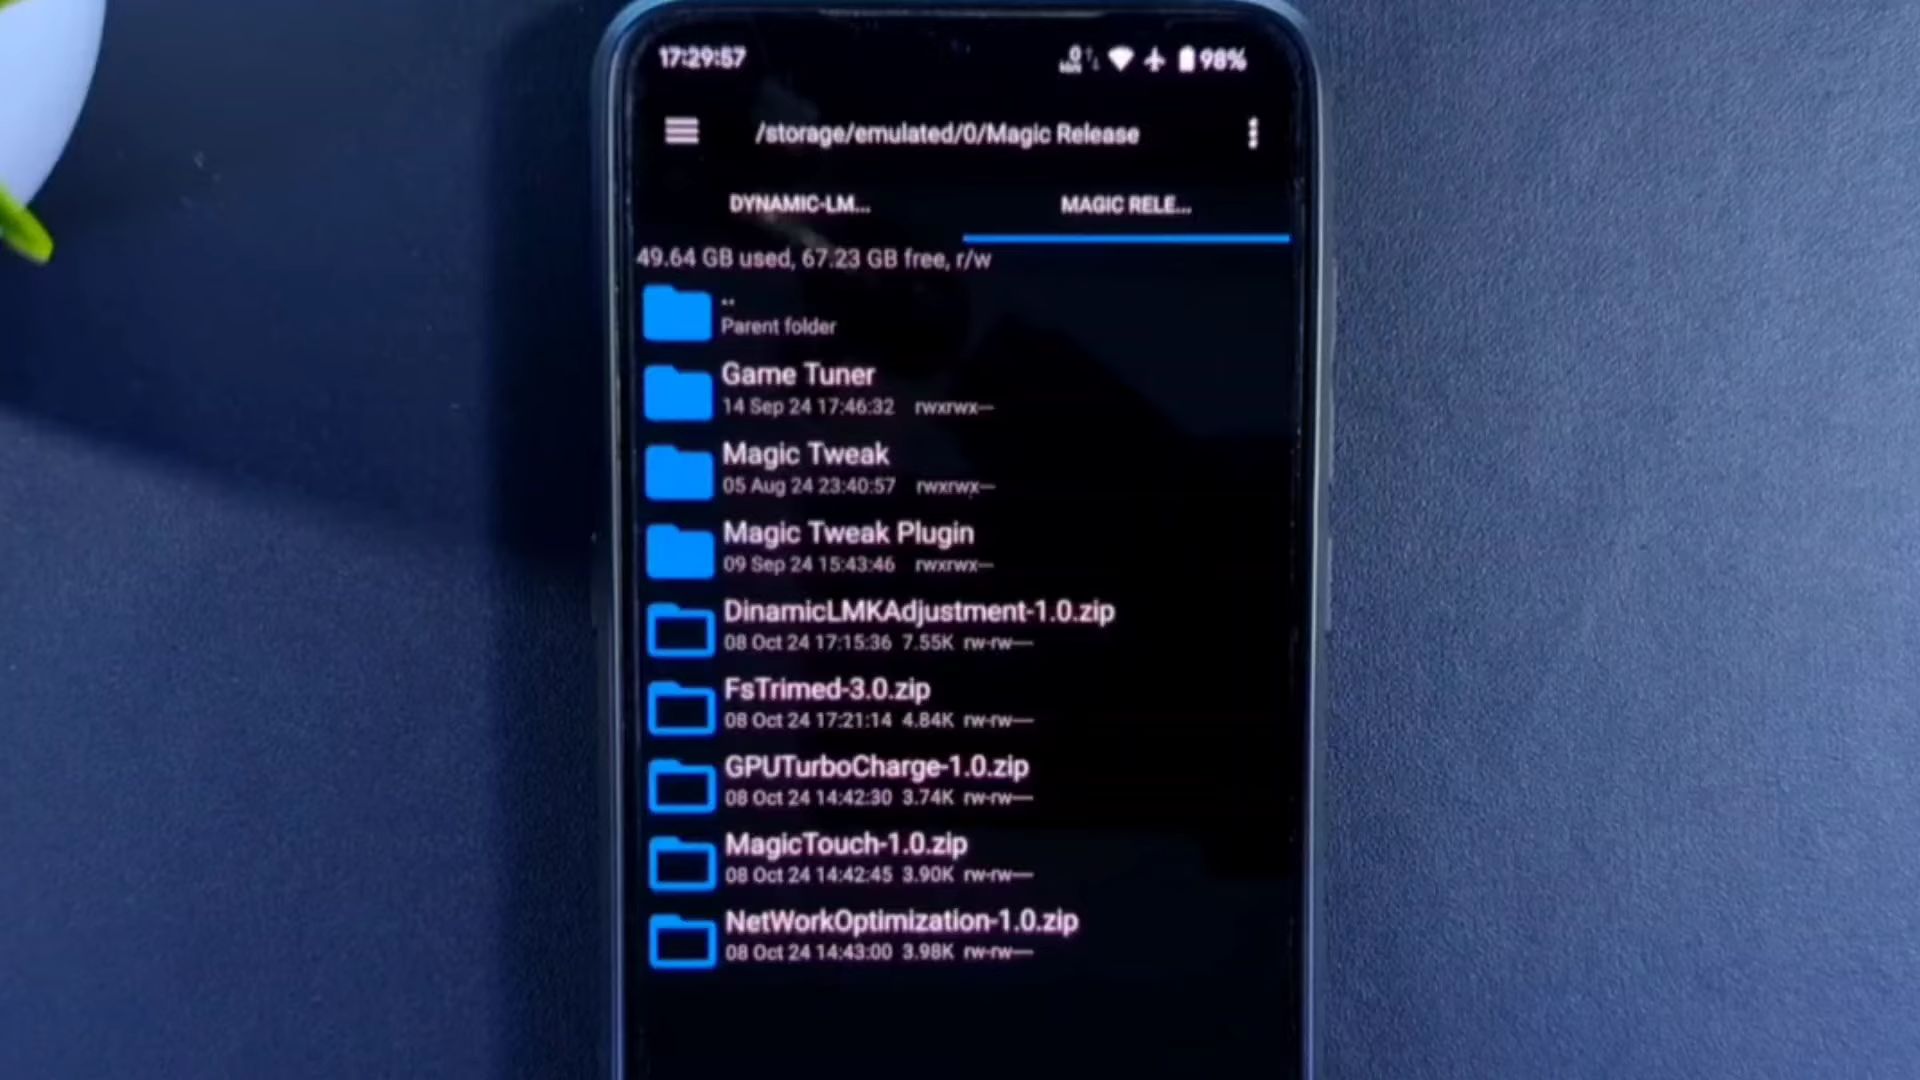 17:29:57
0
98%
/storage/emulated/0/Magic Release
DYNAMIC-LM...
MAGIC RELE...
49.64 GB used, 67.23 GB free, r/w
..
Parent folder
Game Tuner
14 Sep 24 17:46:32 rwxrwx—
Magic Tweak
05 Aug 24 23:40:57 rwxrwx—
Magic Tweak Plugin
09 Sep 24 15:43:46 rwxrwx—
DinamicLMKAdjustment-1.0.zip
08 Oct 24 17:15:36 7.55K rw-rw—
FsTrimed-3.0.zip
08 Oct 24 17:21:14 4.84K rw-rw—
GPUTurboCharge-1.0.zip
08 Oct 24 14:42:30 3.74K rw-rw—
MagicTouch-1.0.zip
08 Oct 24 14:42:45 3.90K rw-rw—
NetWorkOptimization-1.0.zip
08 Oct 24 14:43:00 3.98K rw-rw—